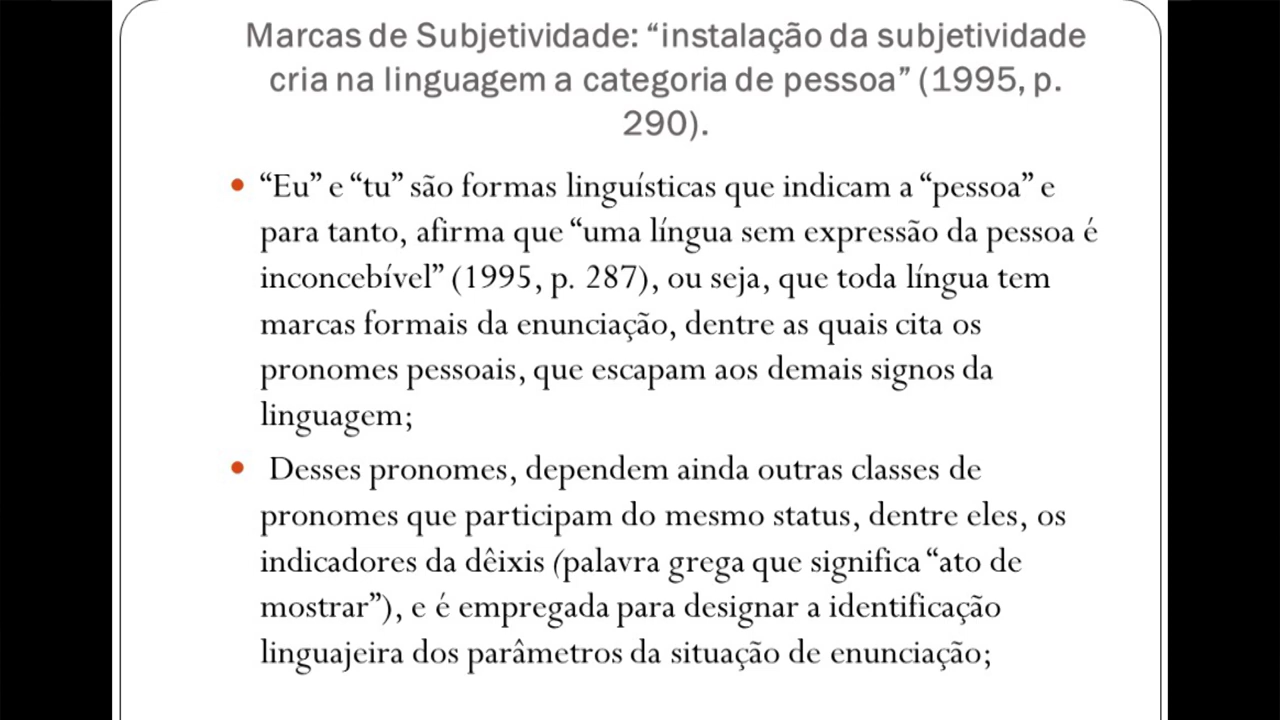 Marcas de Subjetividade: “instalação da subjetividade
cria na linguagem a categoria de pessoa” (1995, p.
290).
• “Eu” e “tu” são formas linguísticas que indicam a “pessoa” e
para tanto, afirma que “uma língua sem expressão da pessoa é
inconcebível” (1995, p. 287), ou seja, que toda língua tem
marcas formais da enunciação, dentre as quais cita os
pronomes pessoais, que escapam aos demais signos da
linguagem;
• Desses pronomes, dependem ainda outras classes de
pronomes que participam do mesmo status, dentre eles, os
indicadores da dêixis (palavra grega que significa “ato de
mostrar”), e é empregada para designar a identificação
linguajeira dos parâmetros da situação de enunciação;